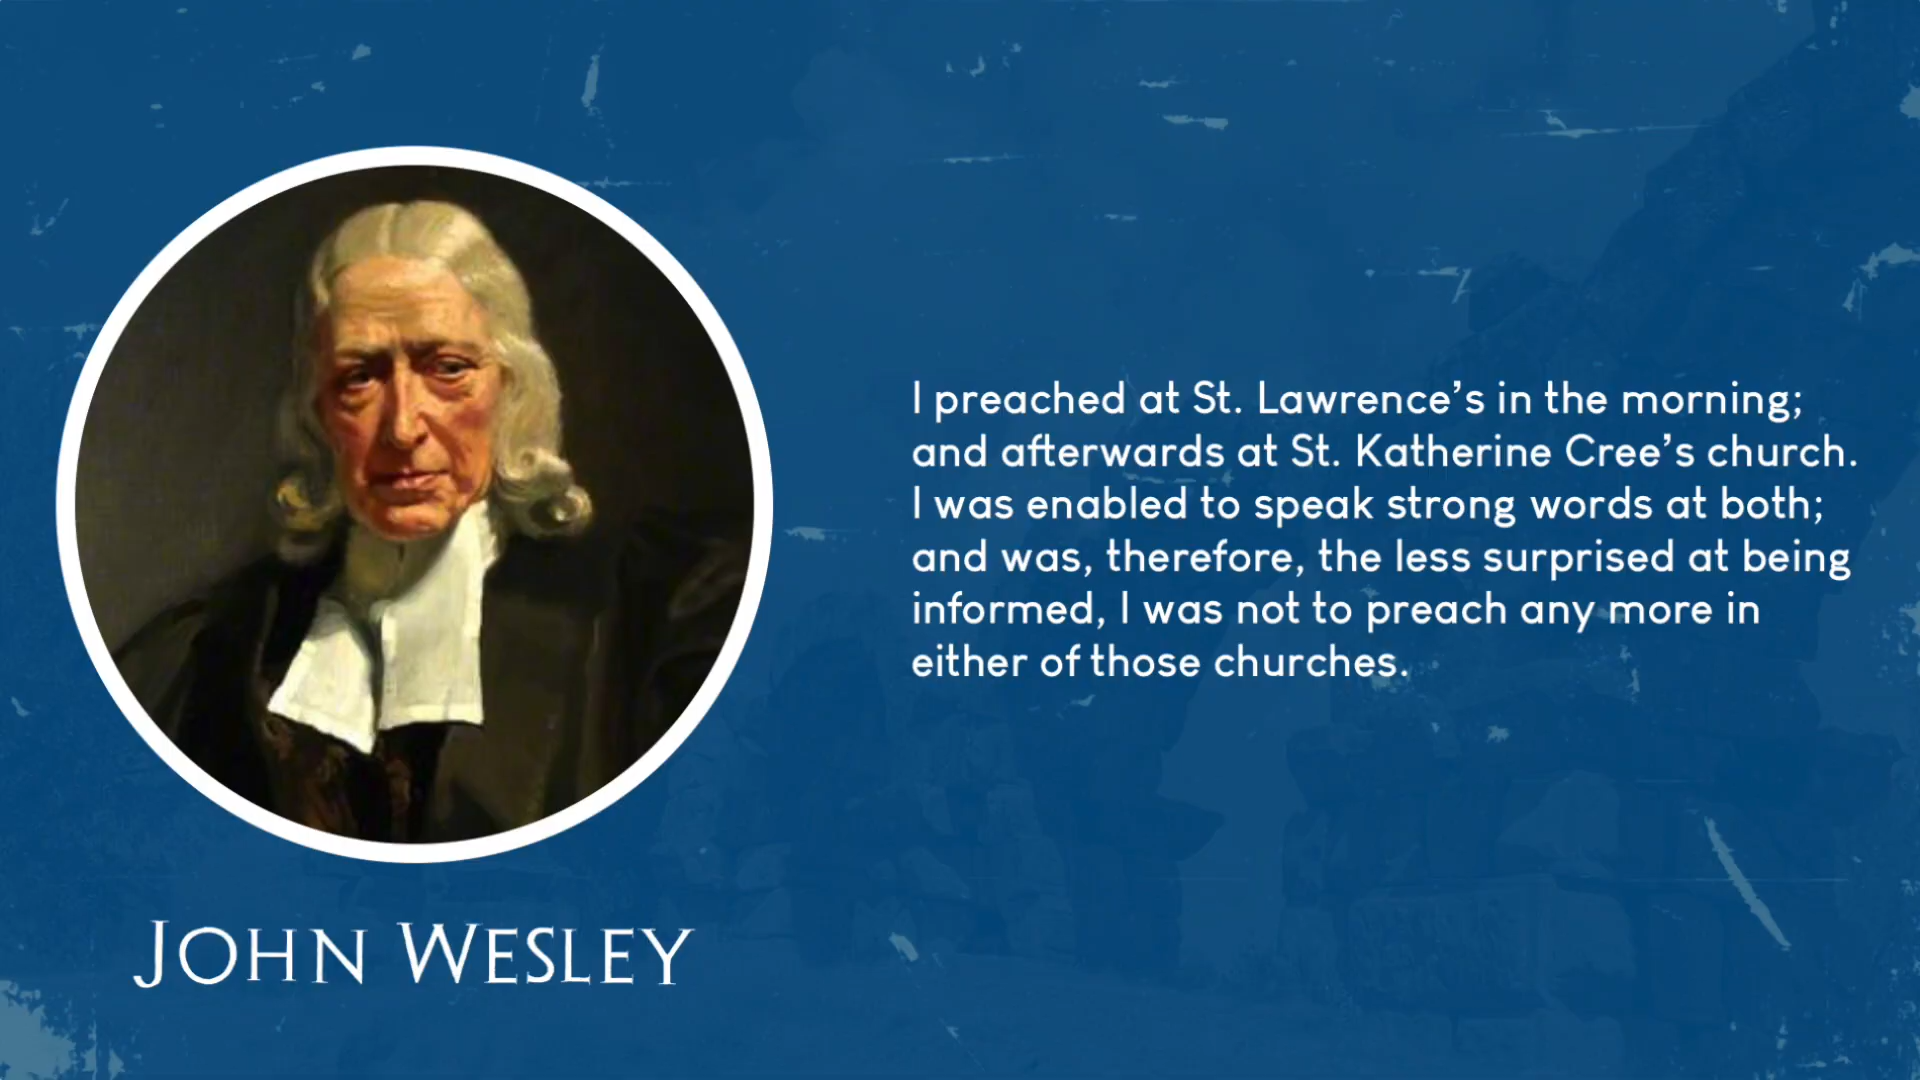 I preached at St. Lawrence’s in the morning;
and afterwards at St. Katherine Cree’s church.
I was enabled to speak strong words at both;
and was, therefore, the less surprised at being
informed, I was not to preach any more in
either of those churches.
John Wesley